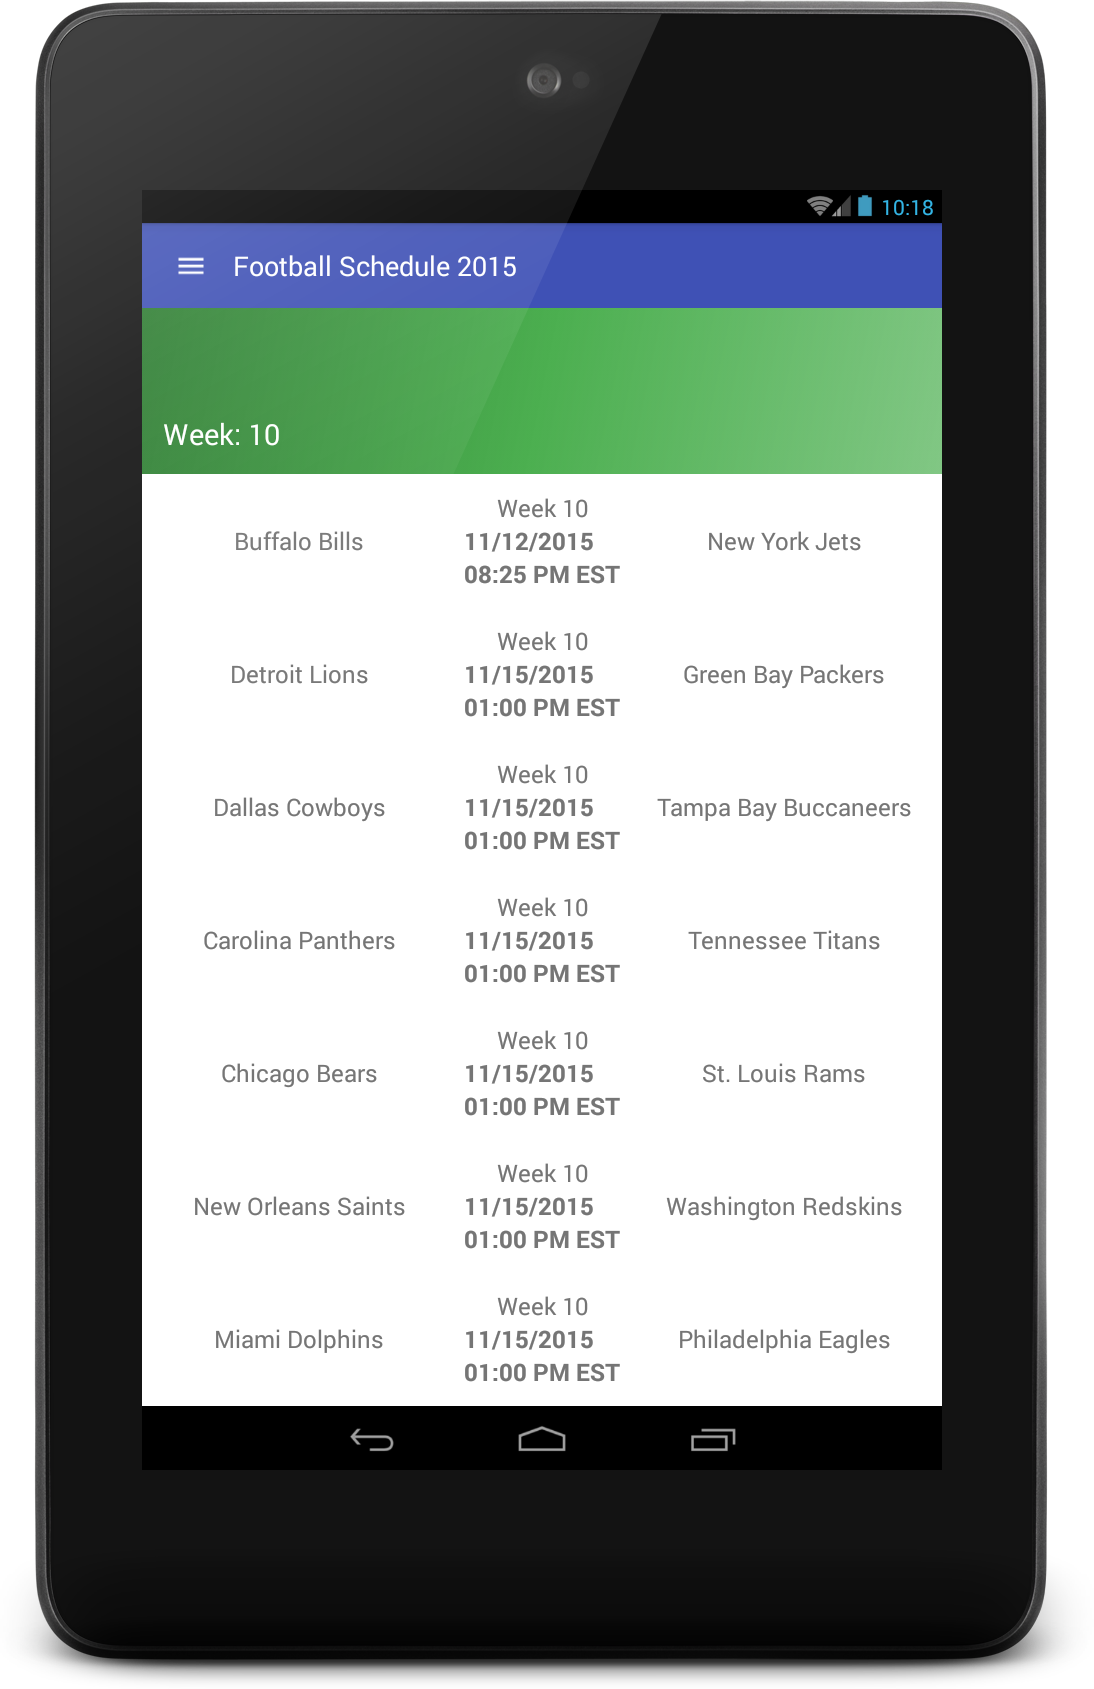 10:18
Football Schedule 2015
Week: 10
Week 10
Buffalo Bills 11/12/2015 New York Jets
08:25 PM EST
Week 10
Detroit Lions 11/15/2015 Green Bay Packers
01:00 PM EST
Week 10
Dallas Cowboys 11/15/2015 Tampa Bay Buccaneers
01:00 PM EST
Week 10
Carolina Panthers 11/15/2015 Tennessee Titans
01:00 PM EST
Week 10
Chicago Bears 11/15/2015 St. Louis Rams
01:00 PM EST
Week 10
New Orleans Saints 11/15/2015 Washington Redskins
01:00 PM EST
Week 10
Miami Dolphins 11/15/2015 Philadelphia Eagles
01:00 PM EST